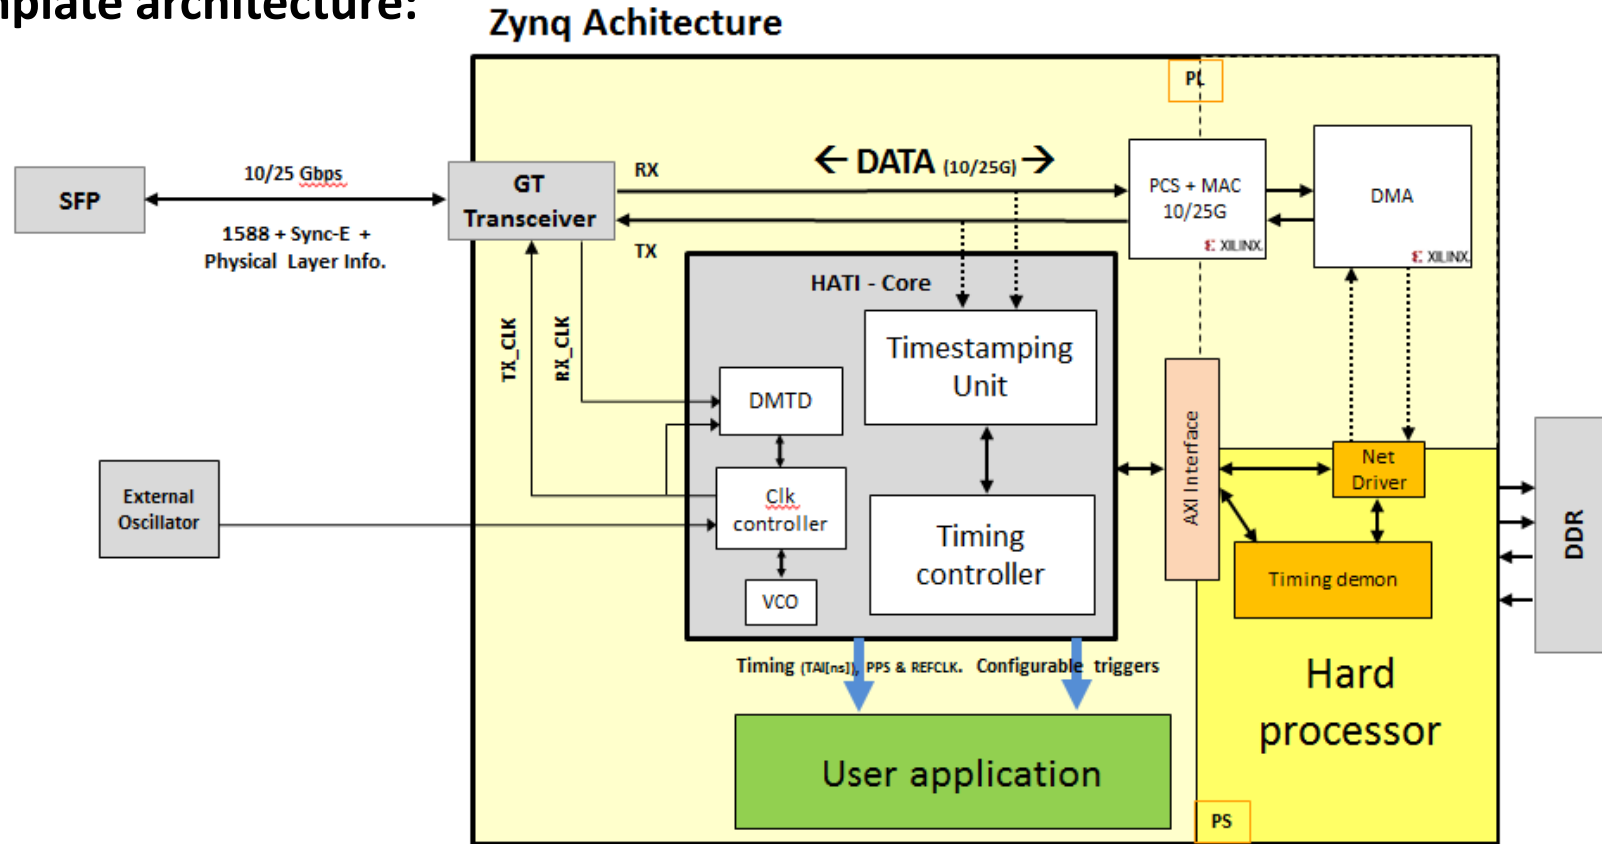 nplate architecture:
Zynq Achitecture
PL
10/25 Gbps
SFP
1588 + Sync-E +
Physical Layer Info.
GT
Transceiver
RX
TX
← DATA (10/25G) →
PCS + MAC
10/25G
XILINX
DMA
XILINX
HATI - Core
TX_CLK
RX_CLK
Timestamping
Unit
DMTD
Clk
controller
VCO
Timing
controller
External
Oscillator
AXI Interface
Net
Driver
Timing demon
DDR
Timing (TAI[ns]), PPS & REFCLK. Configurable triggers
Hard
processor
User application
PS